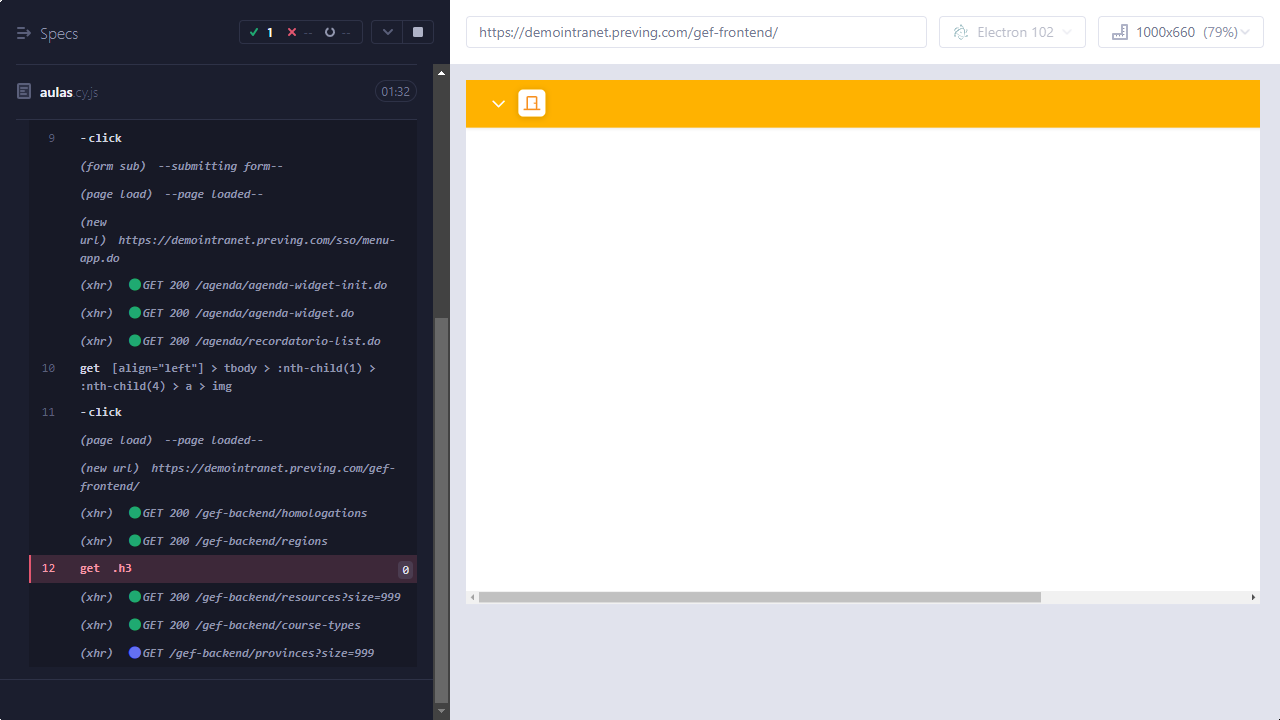 Specs
1
--
--
https://demointranet.preving.com/gef-frontend/
Electron 102
1000x660 (79%)
aulas.cy.js
01:32
9 -click
(form sub) --submitting form--
(page load) --page loaded--
(new
url) https://demointranet.preving.com/sso/menu-
app.do
(xhr) GET 200 /agenda/agenda-widget-init.do
(xhr) GET 200 /agenda/agenda-widget.do
(xhr) GET 200 /agenda/recordatorio-list.do
10 get [align="left"] > tbody > :nth-child(1) >
:nth-child(4) > a > img
11 -click
(page load) --page loaded--
(new url) https://demointranet.preving.com/gef-
frontend/
(xhr) GET 200 /gef-backend/homologations
(xhr) GET 200 /gef-backend/regions
12 get .h3 0
(xhr) GET 200 /gef-backend/resources?size=999
(xhr) GET 200 /gef-backend/course-types
(xhr) GET /gef-backend/provinces?size=999